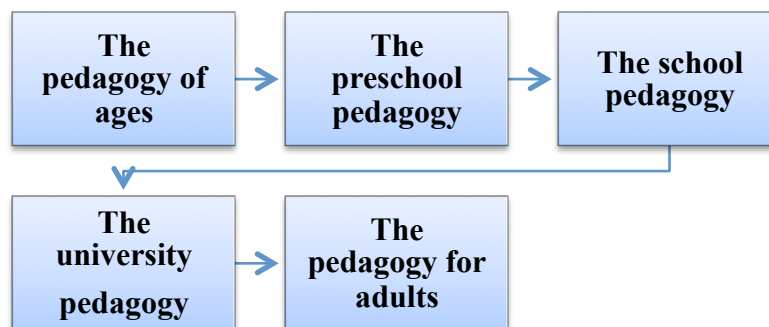 The
pedagogy of
ages
The
preschool
pedagogy
The school
pedagogy
The
university
pedagogy
The
pedagogy for
adults